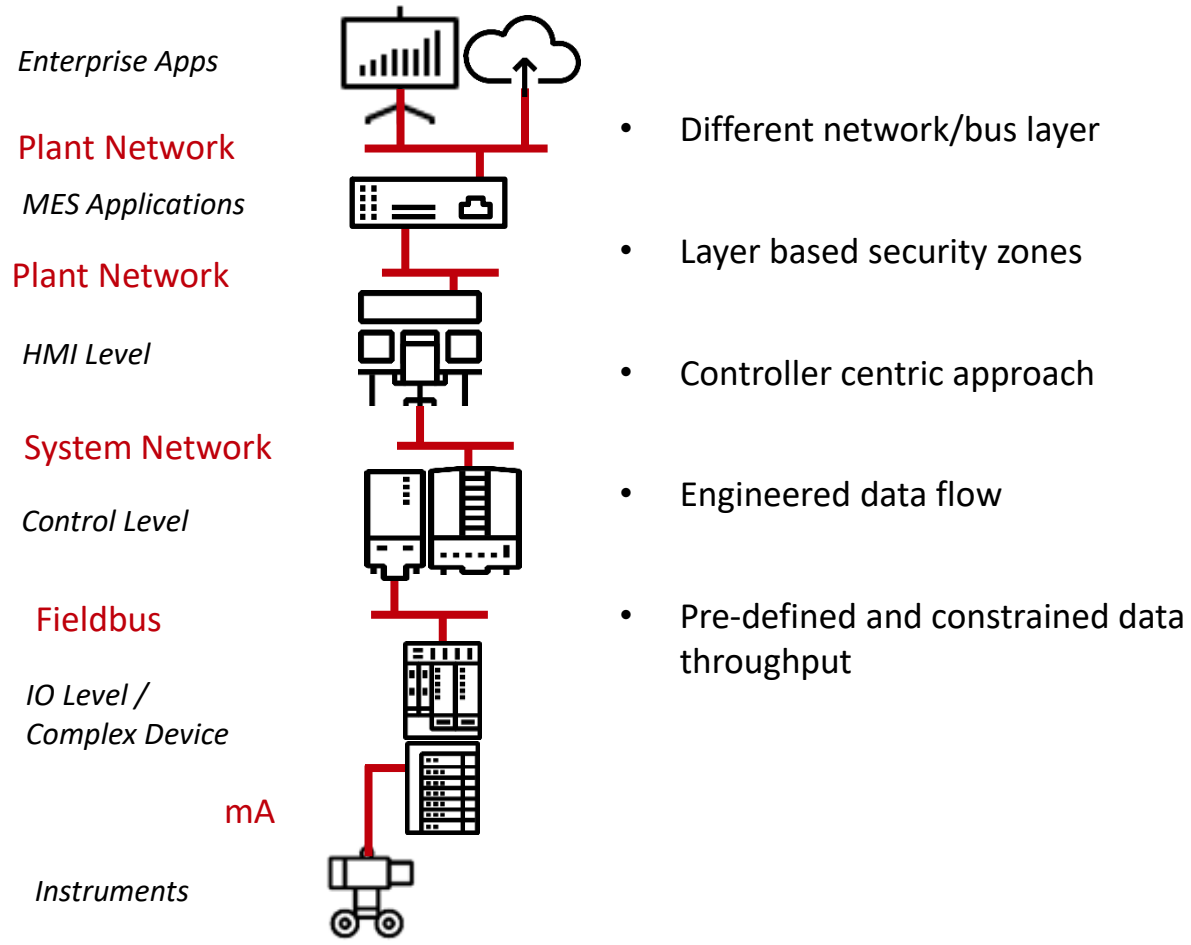 Enterprise Apps
Plant Network
MES Applications
Plant Network
HMI Level
System Network
Control Level
Fieldbus
IO Level /
Complex Device
mA
Instruments
• Different network/bus layer
• Layer based security zones
• Controller centric approach
• Engineered data flow
• Pre-defined and constrained data
throughput